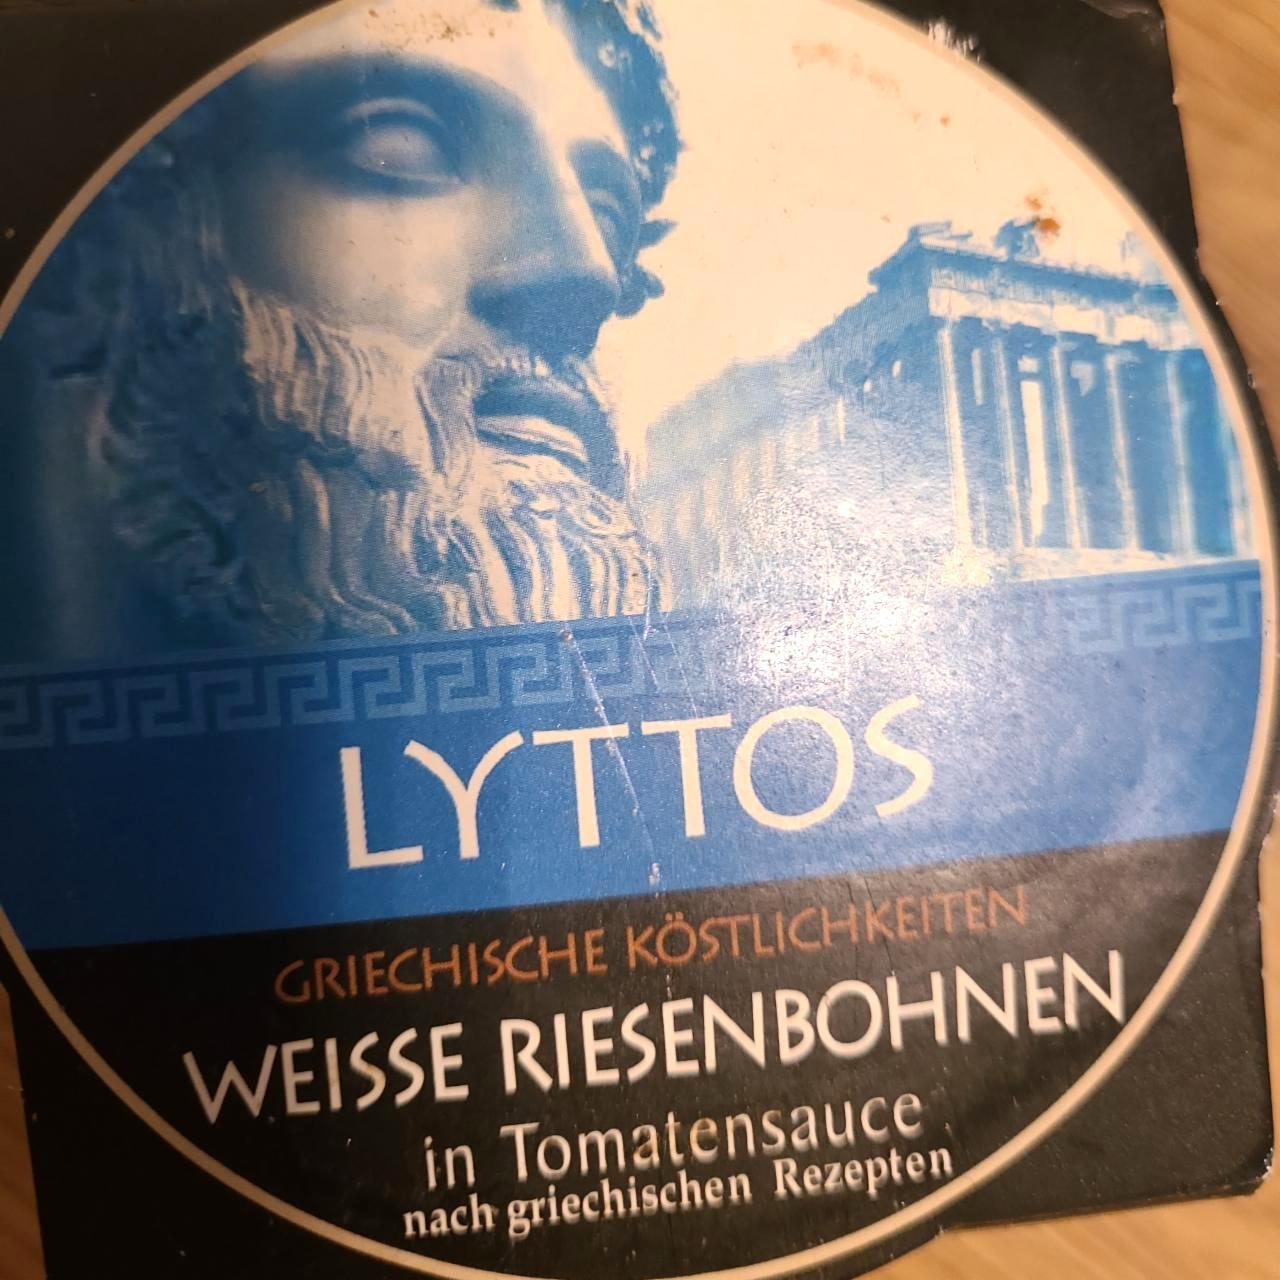 LYTTOS
GRIECHISCHE KÖSTLICHKEITEN
WEISSE RIESENBOHNEN
in Tomatensauce
nach griechischen Rezepten